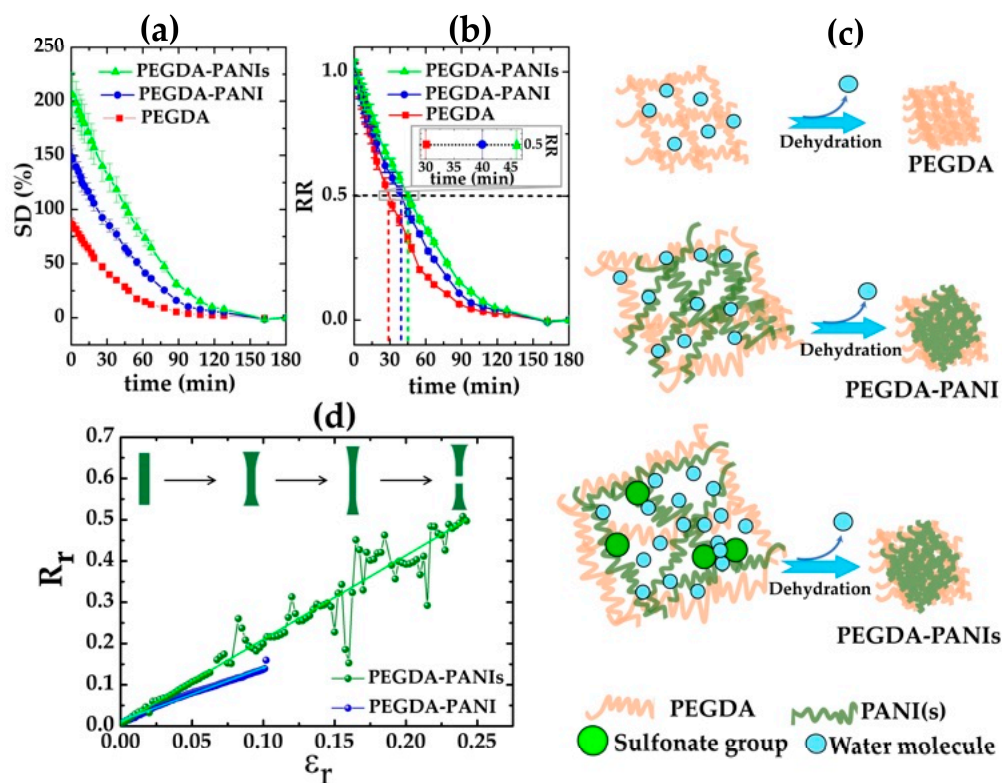 (a)
SD (%)
250
200
150
100
50
0
PEGDA-PANIs
PEGDA-PANI
PEGDA
0 30 60 90 120 150 180
time (min)
(b)
RR
1.0
0.5
0.0
PEGDA-PANIs
PEGDA-PANI
PEGDA
0.5
RR
30 35 40 45
time (min)
0 30 60 90 120 150 180
time (min)
(c)
Dehydration
PEGDA
Dehydration
PEGDA-PANI
Dehydration
PEGDA-PANIs
PEGDA
PANI(s)
Sulfonate group
Water molecule
(d)
Rr
0.7
0.6
0.5
0.4
0.3
0.2
0.1
0.0
PEGDA-PANIs
PEGDA-PANI
0.00 0.05 0.10 0.15 0.20 0.25
εr